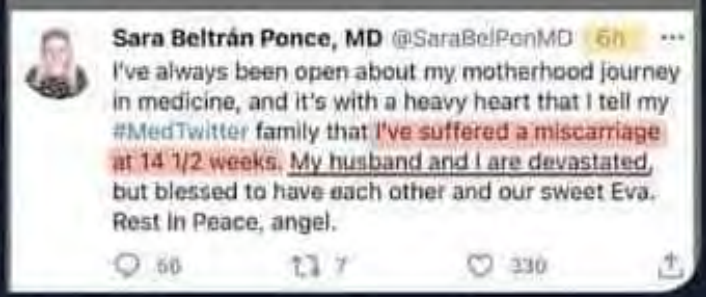 Sara Beltrán Ponce, MD @SaraBelPonMD 6h ...
I've always been open about my motherhood journey
in medicine, and it's with a heavy heart that I tell my
#MedTwitter family that I've suffered a miscarriage
at 14 1/2 weeks. My husband and I are devastated,
but blessed to have each other and our sweet Eva.
Rest in Peace, angel.
56 7 330